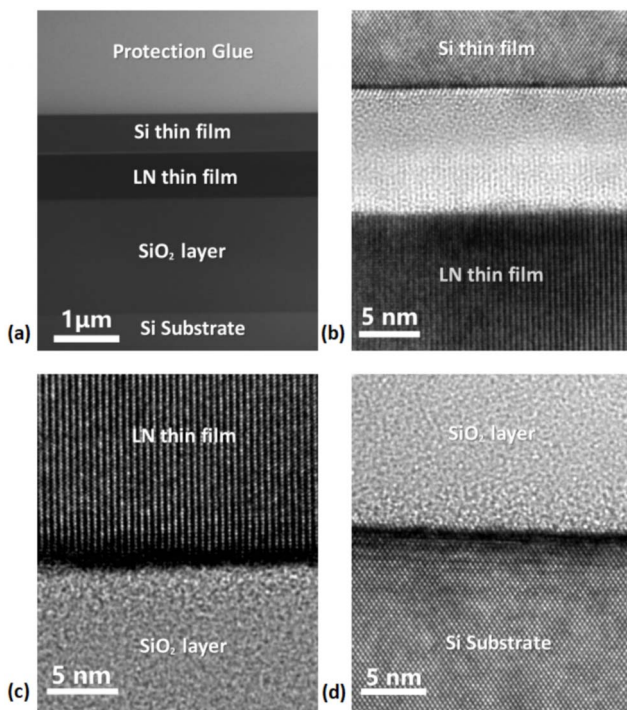 Protection Glue
Si thin film
LN thin film
SiO₂ layer
1μm
Si Substrate
(a)
Si thin film
LN thin film
5 nm
(b)
LN thin film
SiO₂ layer
5 nm
(c)
SiO₂ layer
Si Substrate
5 nm
(d)